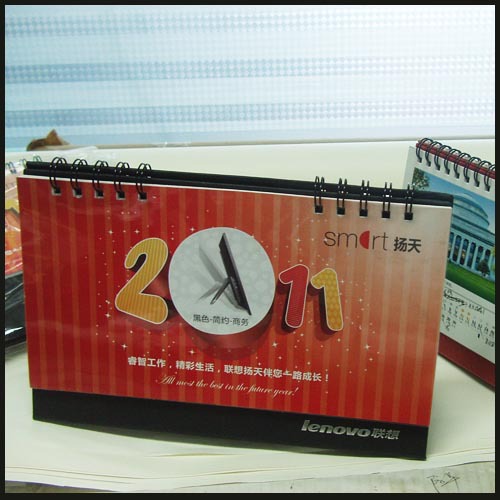 smart 扬天
2011
黑色-简约-商务
睿智工作，精彩生活，联想扬天伴您一路成长！
All most the best in the future year!
lenovo联想